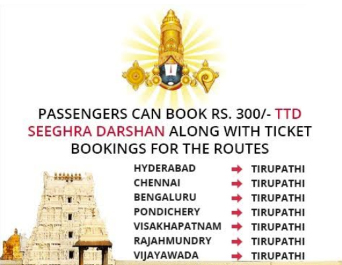 PASSENGERS CAN BOOK RS. 300/- TTD
SEEGHRA DARSHAN ALONG WITH TICKET
BOOKINGS FOR THE ROUTES
HYDERABAD ➡ TIRUPATHI
CHENNAI ➡ TIRUPATHI
BENGALURU ➡ TIRUPATHI
PONDICHERY ➡ TIRUPATHI
VISAKHAPATNAM ➡ TIRUPATHI
RAJAHMUNDRY ➡ TIRUPATHI
VIJAYAWADA ➡ TIRUPATHI